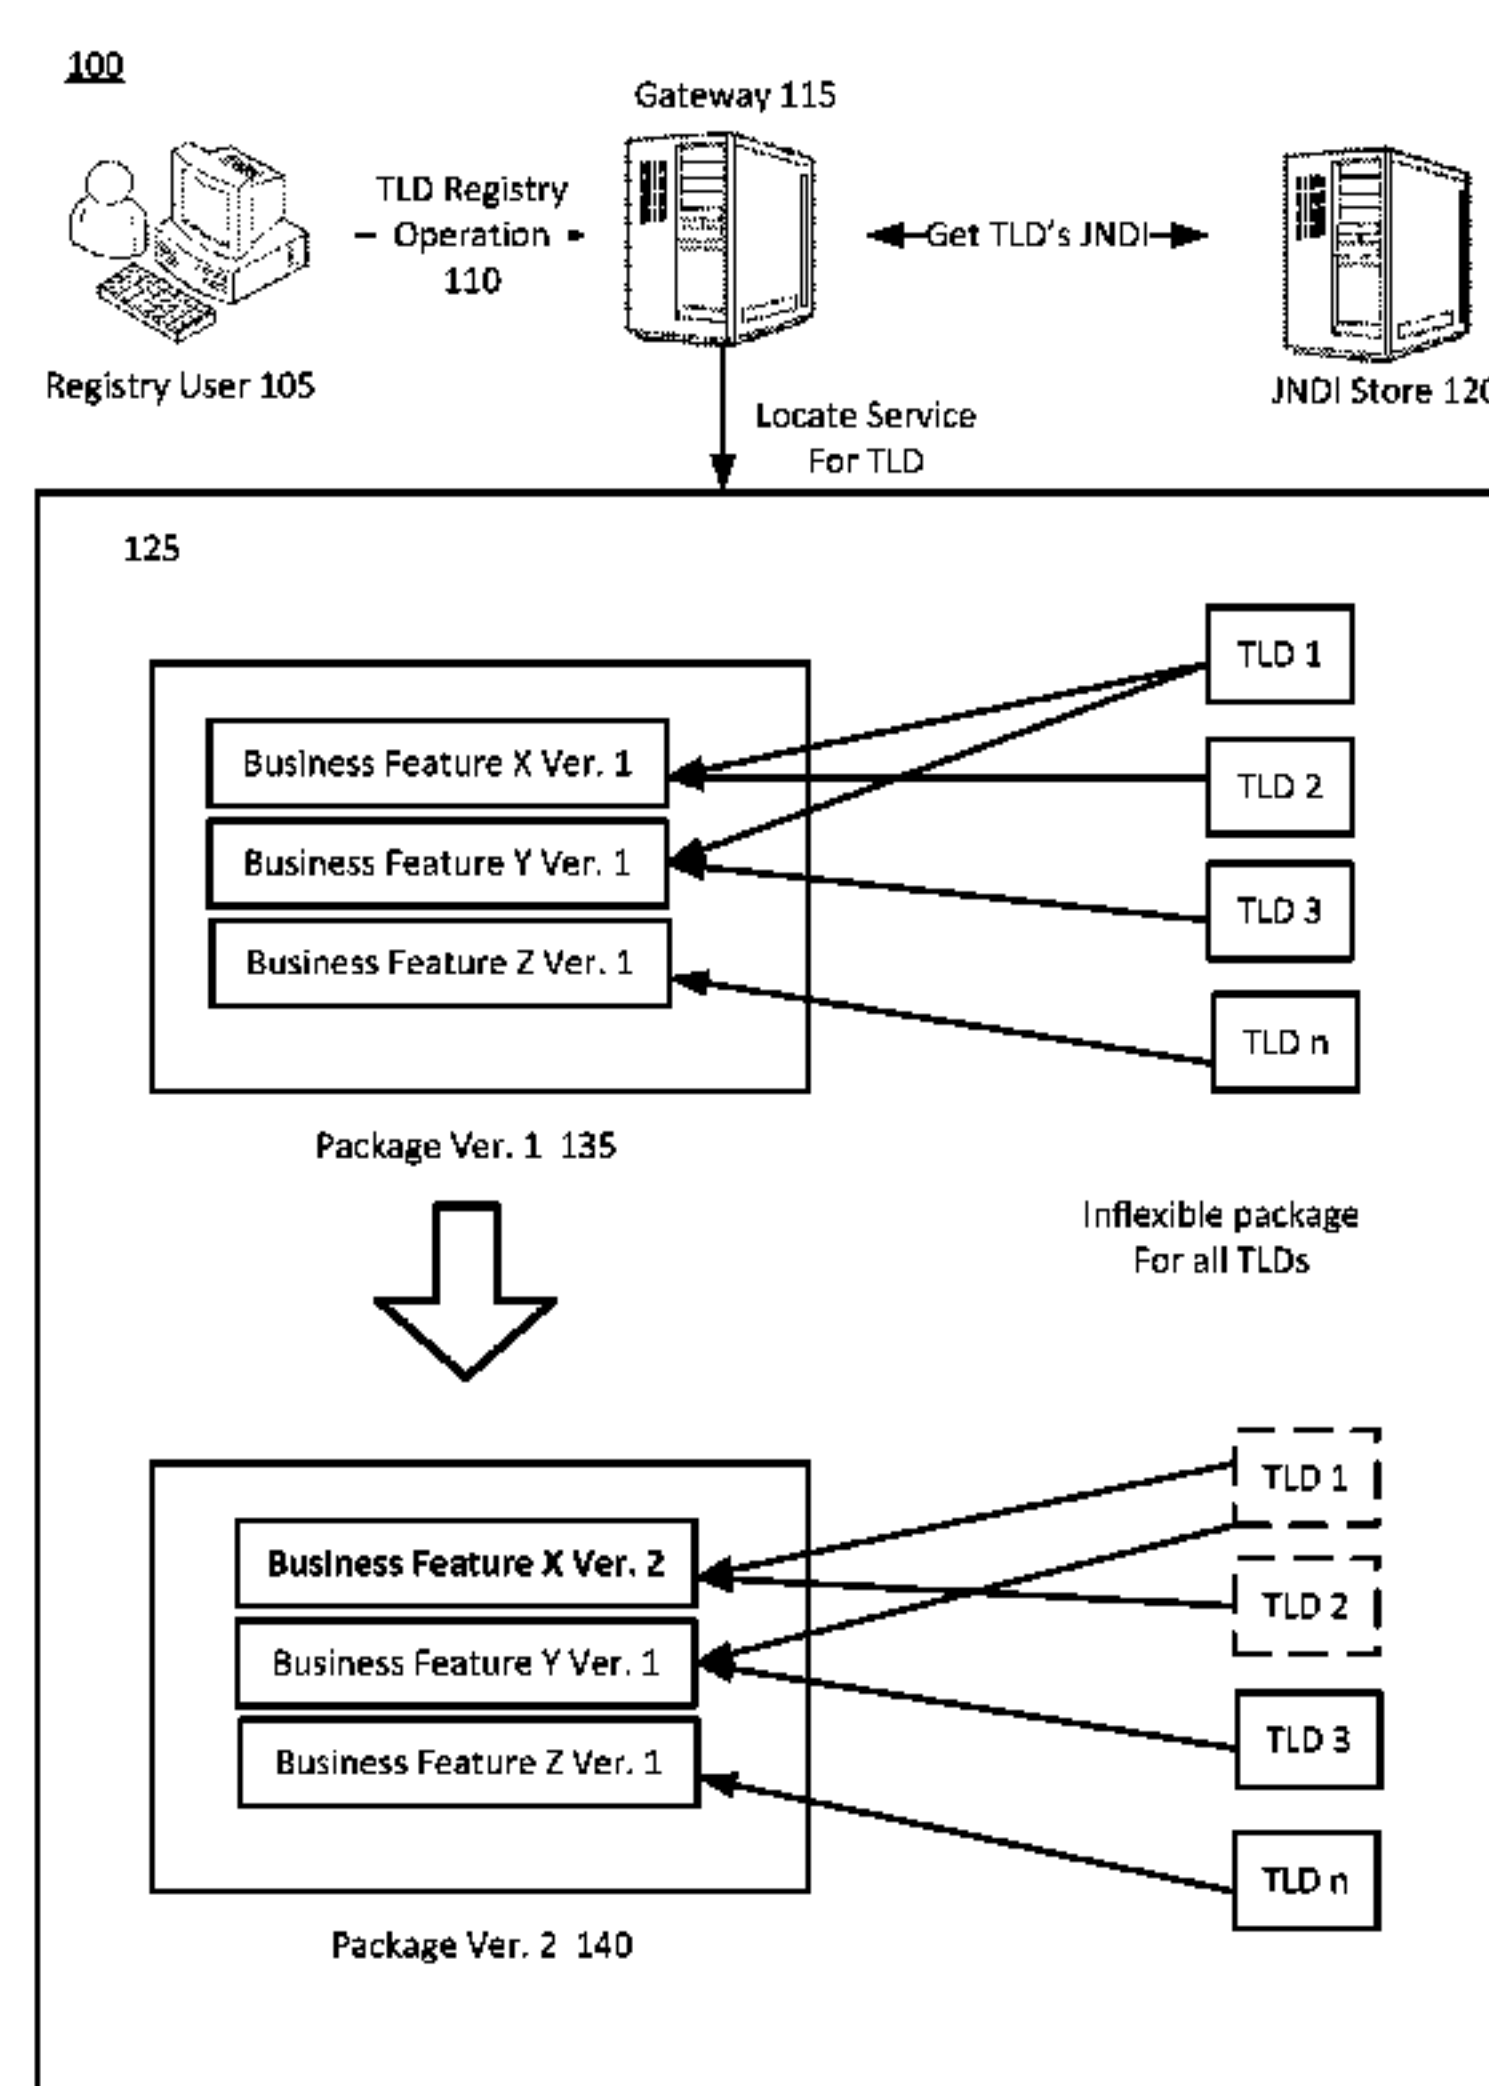 100
Gateway 115
TLD Registry
Operation
110
Get TLD's JNDI
Registry User 105
JNDI Store 120
Locate Service
For TLD
125
TLD 1
Business Feature X Ver. 1
TLD 2
Business Feature Y Ver. 1
TLD 3
Business Feature Z Ver. 1
TLD n
Package Ver. 1 135
Inflexible package
For all TLDs
TLD 1
Business Feature X Ver. 2
TLD 2
Business Feature Y Ver. 1
TLD 3
Business Feature Z Ver. 1
TLD n
Package Ver. 2 140